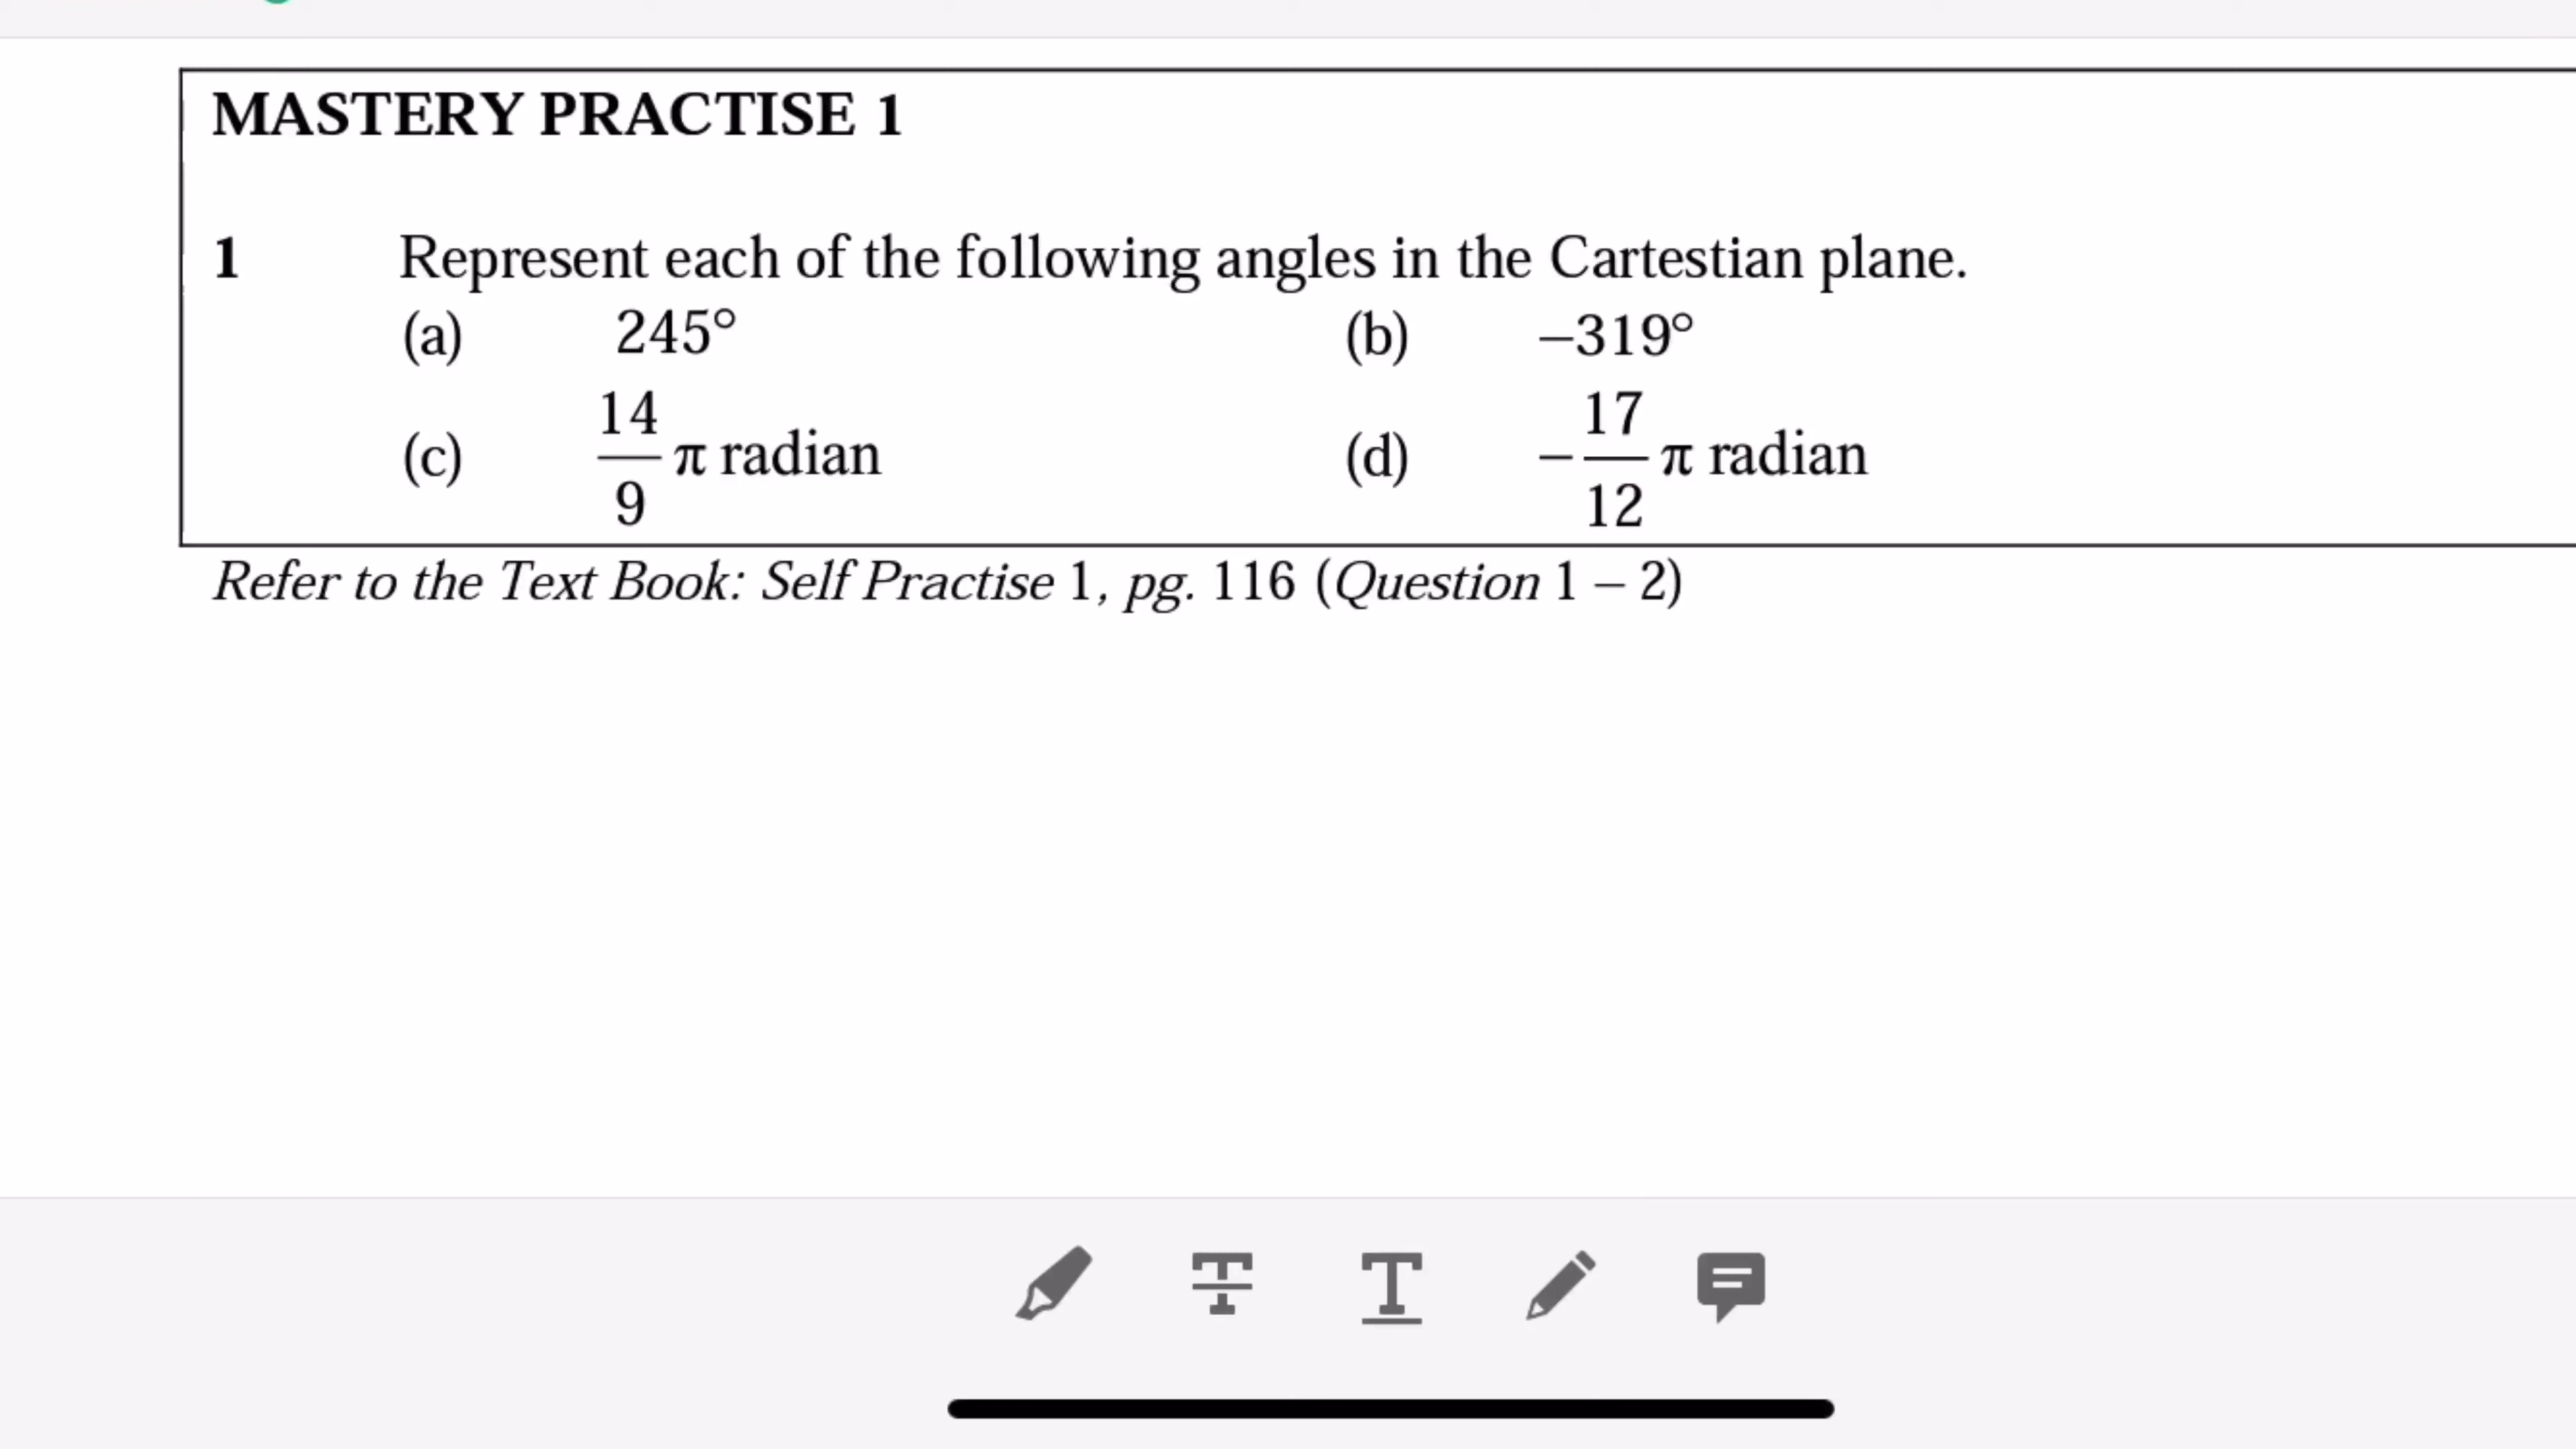 MASTERY PRACTISE 1
1 Represent each of the following angles in the Cartestian plane.
(a) 245° (b) –319°
(c) 14/9 π radian (d) –17/12 π radian
Refer to the Text Book: Self Practise 1, pg. 116 (Question 1 – 2)